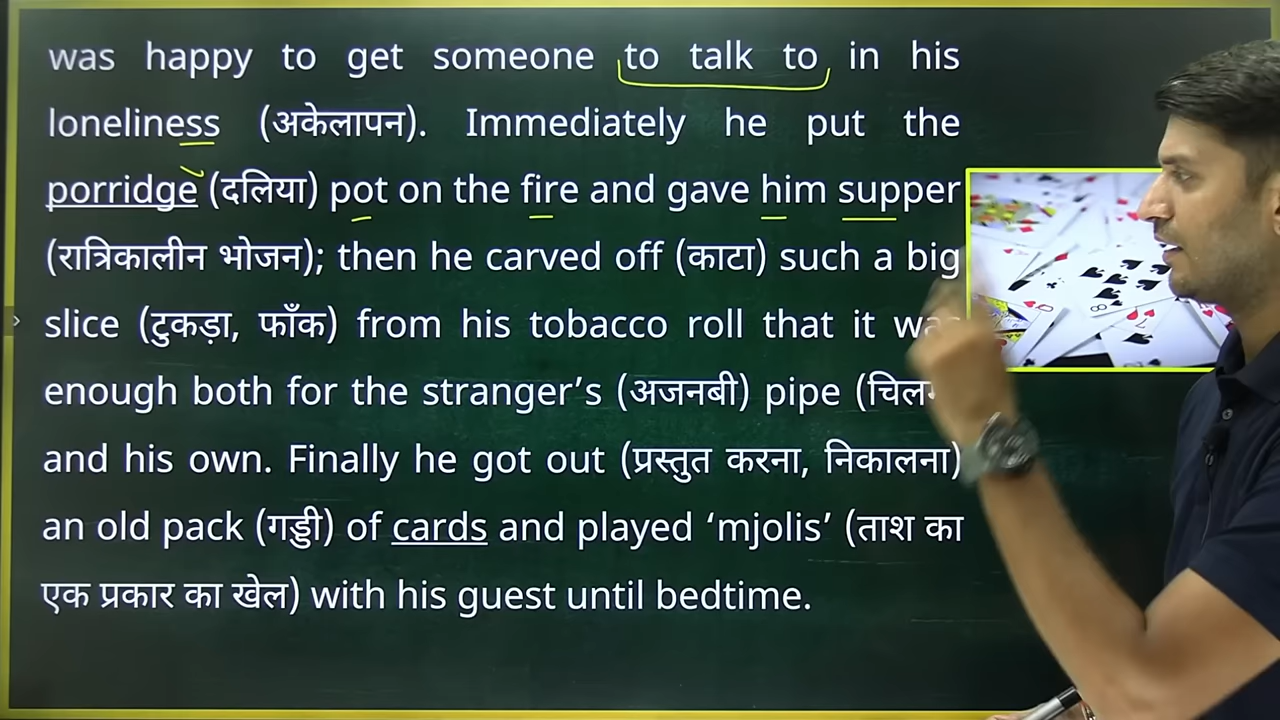 was happy to get someone to talk to in his
loneliness (अकेलापन). Immediately he put the
porridge (दलिया) pot on the fire and gave him supper
(रात्रिकालीन भोजन); then he carved off (काटा) such a big
slice (टुकड़ा, फाँक) from his tobacco roll that it was
enough both for the stranger’s (अजनबी) pipe
and his own. Finally he got out (प्रस्तुत करना, निकालना)
an old pack (गड्डी) of cards and played ‘mjolis’ (ताश का
एक प्रकार का खेल) with his guest until bedtime.